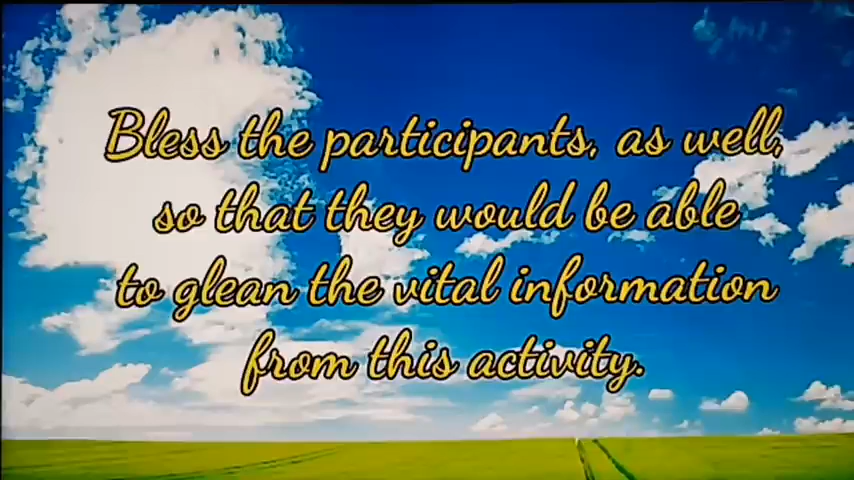 Bless the participants, as well,
so that they would be able
to glean the vital information
from this activity.